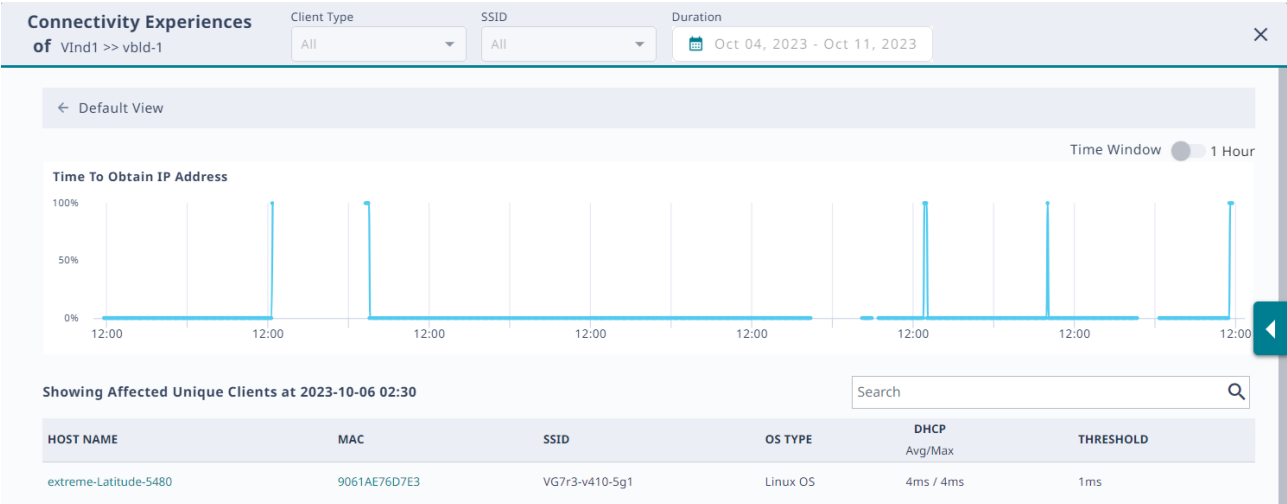 Connectivity Experiences
of VInd1 >> vbld-1
Client Type
All
SSID
All
Duration
Oct 04, 2023 - Oct 11, 2023
Default View
Time Window 1 Hour
Time To Obtain IP Address
100%
50%
0%
12:00 12:00 12:00 12:00 12:00 12:00 12:00 12:00
Showing Affected Unique Clients at 2023-10-06 02:30
Search
HOST NAME MAC SSID OS TYPE DHCP Avg/Max THRESHOLD
extreme-Latitude-5480 9061AE76D7E3 VG7r3-v410-5g1 Linux OS 4ms / 4ms 1ms